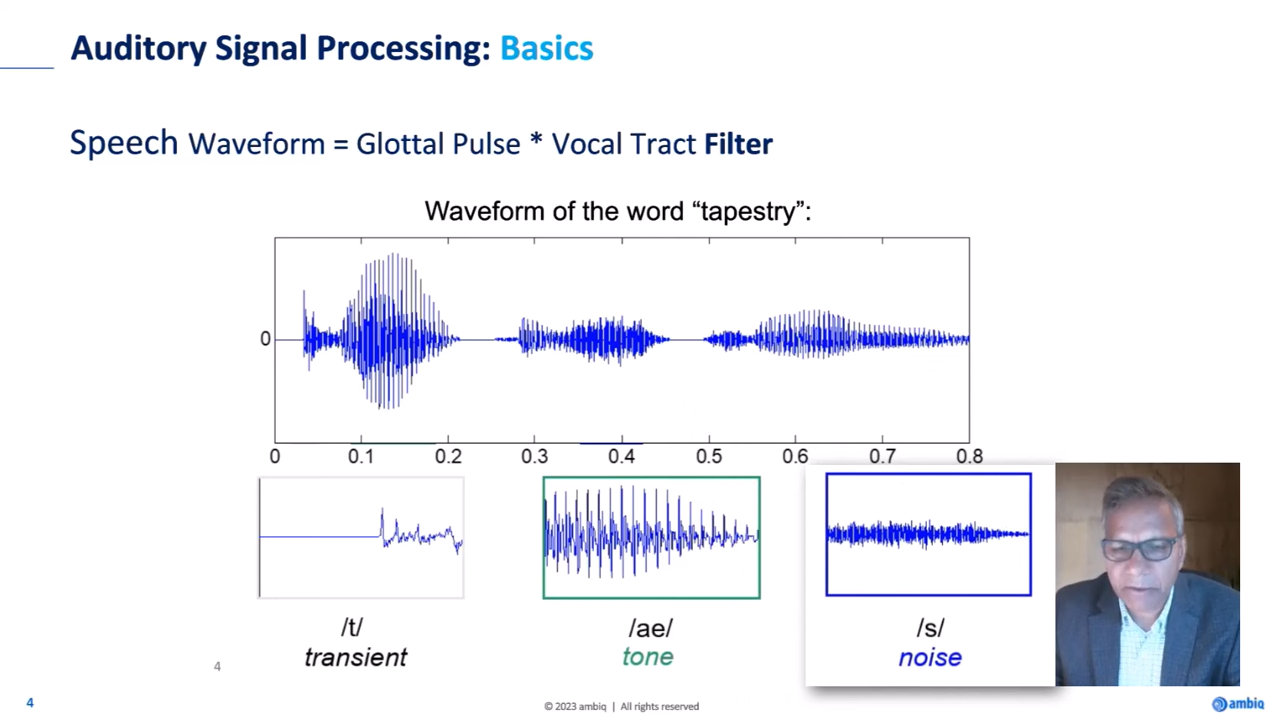 Auditory Signal Processing: Basics
Speech Waveform = Glottal Pulse * Vocal Tract Filter
Waveform of the word “tapestry”:
0
0 0.1 0.2 0.3 0.4 0.5 0.6 0.7 0.8
/t/ /ae/ /s/
transient tone noise
4
4 © 2023 ambiq | All rights reserved ambiq